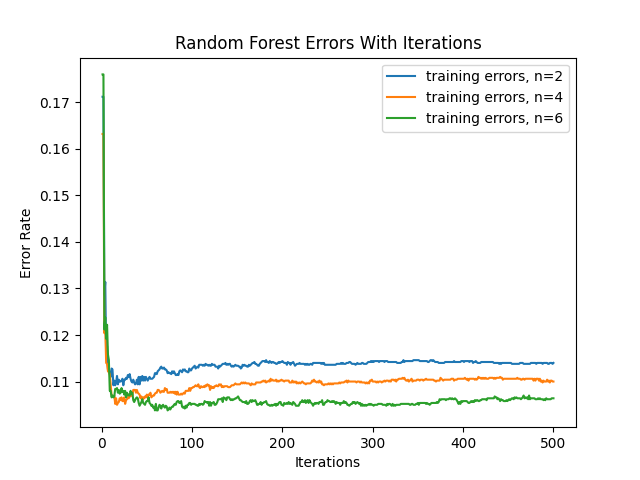 Random Forest Errors With Iterations
training errors, n=2
training errors, n=4
training errors, n=6
Error Rate
0.17
0.16
0.15
0.14
0.13
0.12
0.11
0
100
200
300
400
500
Iterations